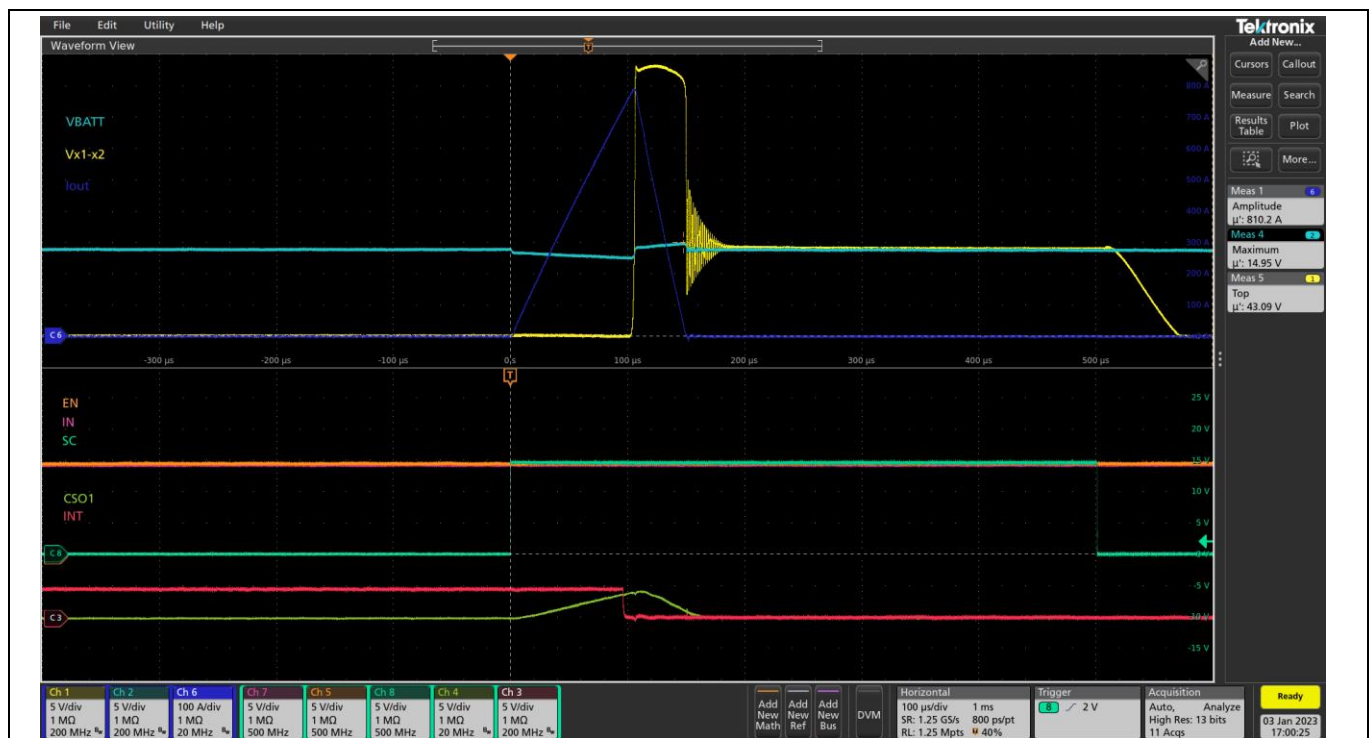 File Edit Utility Help
Tektronix
Waveform View
Add New...
Cursors Callout
Measure Search
Results Table Plot
More...
Meas 1 6
Amplitude
µ': 810.2 A
Meas 4 2
Maximum
µ': 14.95 V
Meas 5 1
Top
µ': 43.09 V
T
VBATT
Vx1-x2
Iout
800 A
700 A
600 A
500 A
400 A
300 A
200 A
100 A
C6
-300 µs -200 µs -100 µs 0 s 100 µs 200 µs 300 µs 400 µs 500 µs
T
EN
IN
SC
CSO1
INT
25 V
20 V
15 V
10 V
5 V
0 V
-5 V
-10 V
-15 V
C8
C3
Ch 1
5 V/div
1 MΩ
200 MHz
Ch 2
5 V/div
1 MΩ
200 MHz
Ch 6
100 A/div
1 MΩ
20 MHz
Ch 7
5 V/div
1 MΩ
500 MHz
Ch 5
5 V/div
1 MΩ
500 MHz
Ch 8
5 V/div
1 MΩ
500 MHz
Ch 4
5 V/div
1 MΩ
20 MHz
Ch 3
5 V/div
1 MΩ
200 MHz
Add New Math
Add New Ref
Add New Bus
DVM
Horizontal
100 µs/div 1 ms
SR: 1.25 GS/s 800 ps/pt
RL: 1.25 Mpts 40%
Trigger
8 2 V
Acquisition
Auto, Analyze
High Res: 13 bits
11 Acqs
Ready
03 Jan 2023
17:00:25